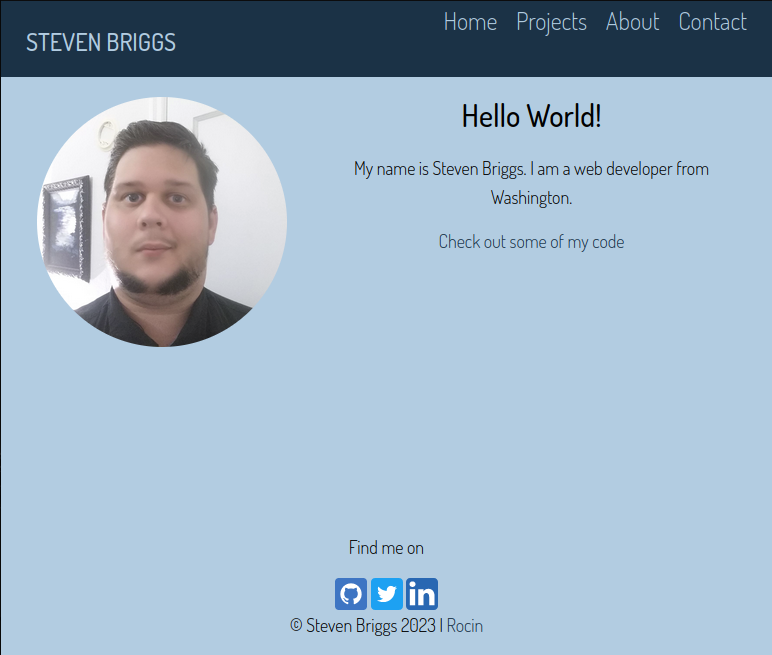 STEVEN BRIGGS
Home Projects About Contact
Hello World!
My name is Steven Briggs. I am a web developer from
Washington.
Check out some of my code
Find me on
in
© Steven Briggs 2023 | Rocin